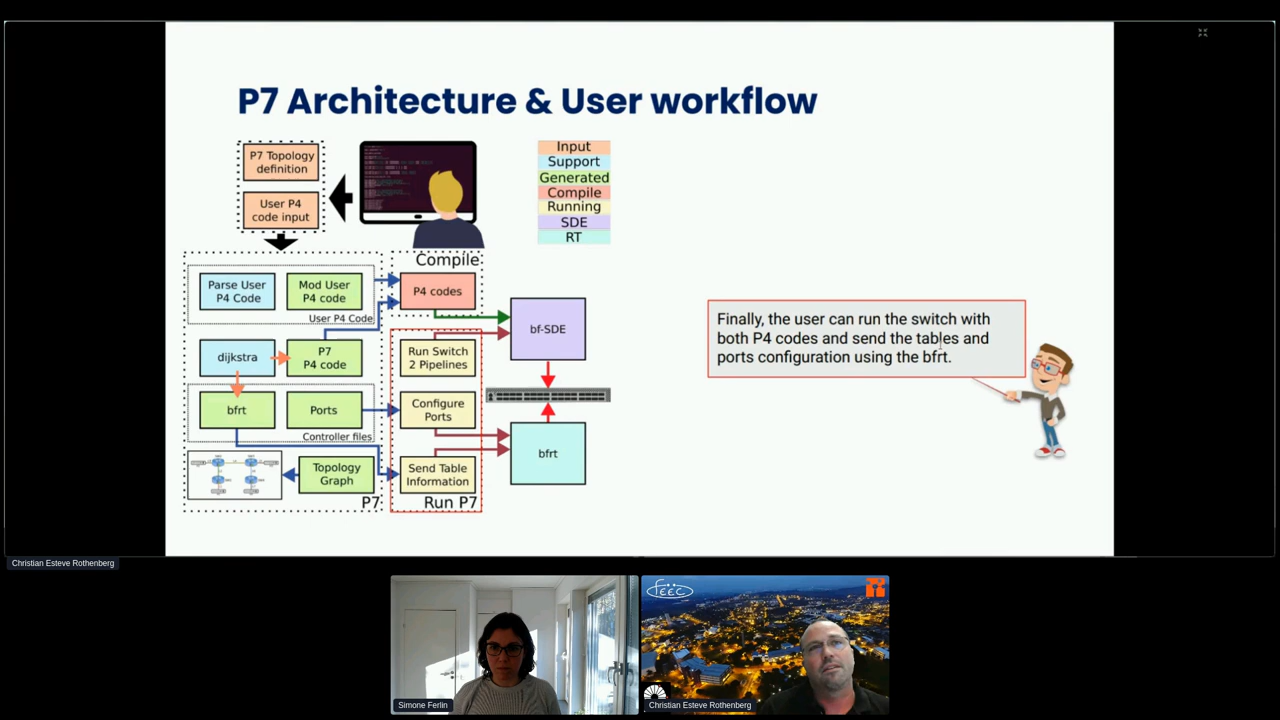 P7 Architecture & User workflow
P7 Topology
definition
User P4
code input
Input
Support
Generated
Compile
Running
SDE
RT
Compile
Parse User
P4 Code
Mod User
P4 code
User P4 Code
P4 codes
bf-SDE
dijkstra
P7
P4 code
Run Switch
2 Pipelines
bfrt
Ports
Controller files
Configure
Ports
Topology
Graph
P7
Send Table
Information
Run P7
bfrt
Finally, the user can run the switch with
both P4 codes and send the tables and
ports configuration using the bfrt.
Christian Esteve Rothenberg
Simone Ferlin
FEEC
Christian Esteve Rothenberg